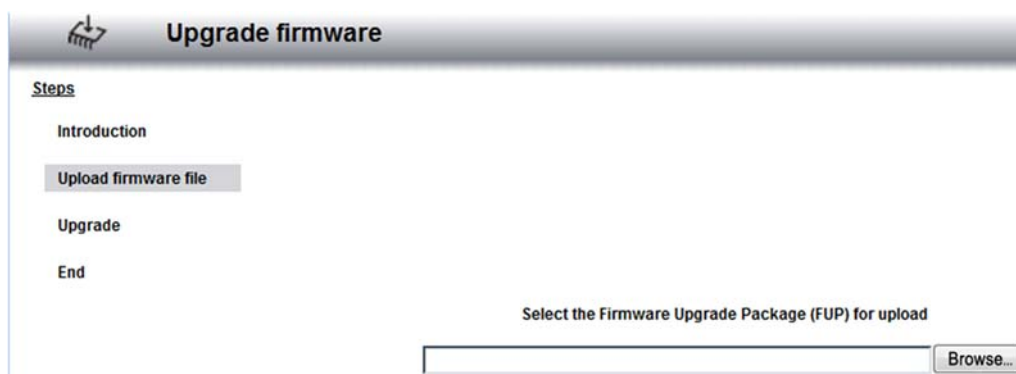 Upgrade firmware
Steps
Introduction
Upload firmware file
Upgrade
End
Select the Firmware Upgrade Package (FUP) for upload
Browse...